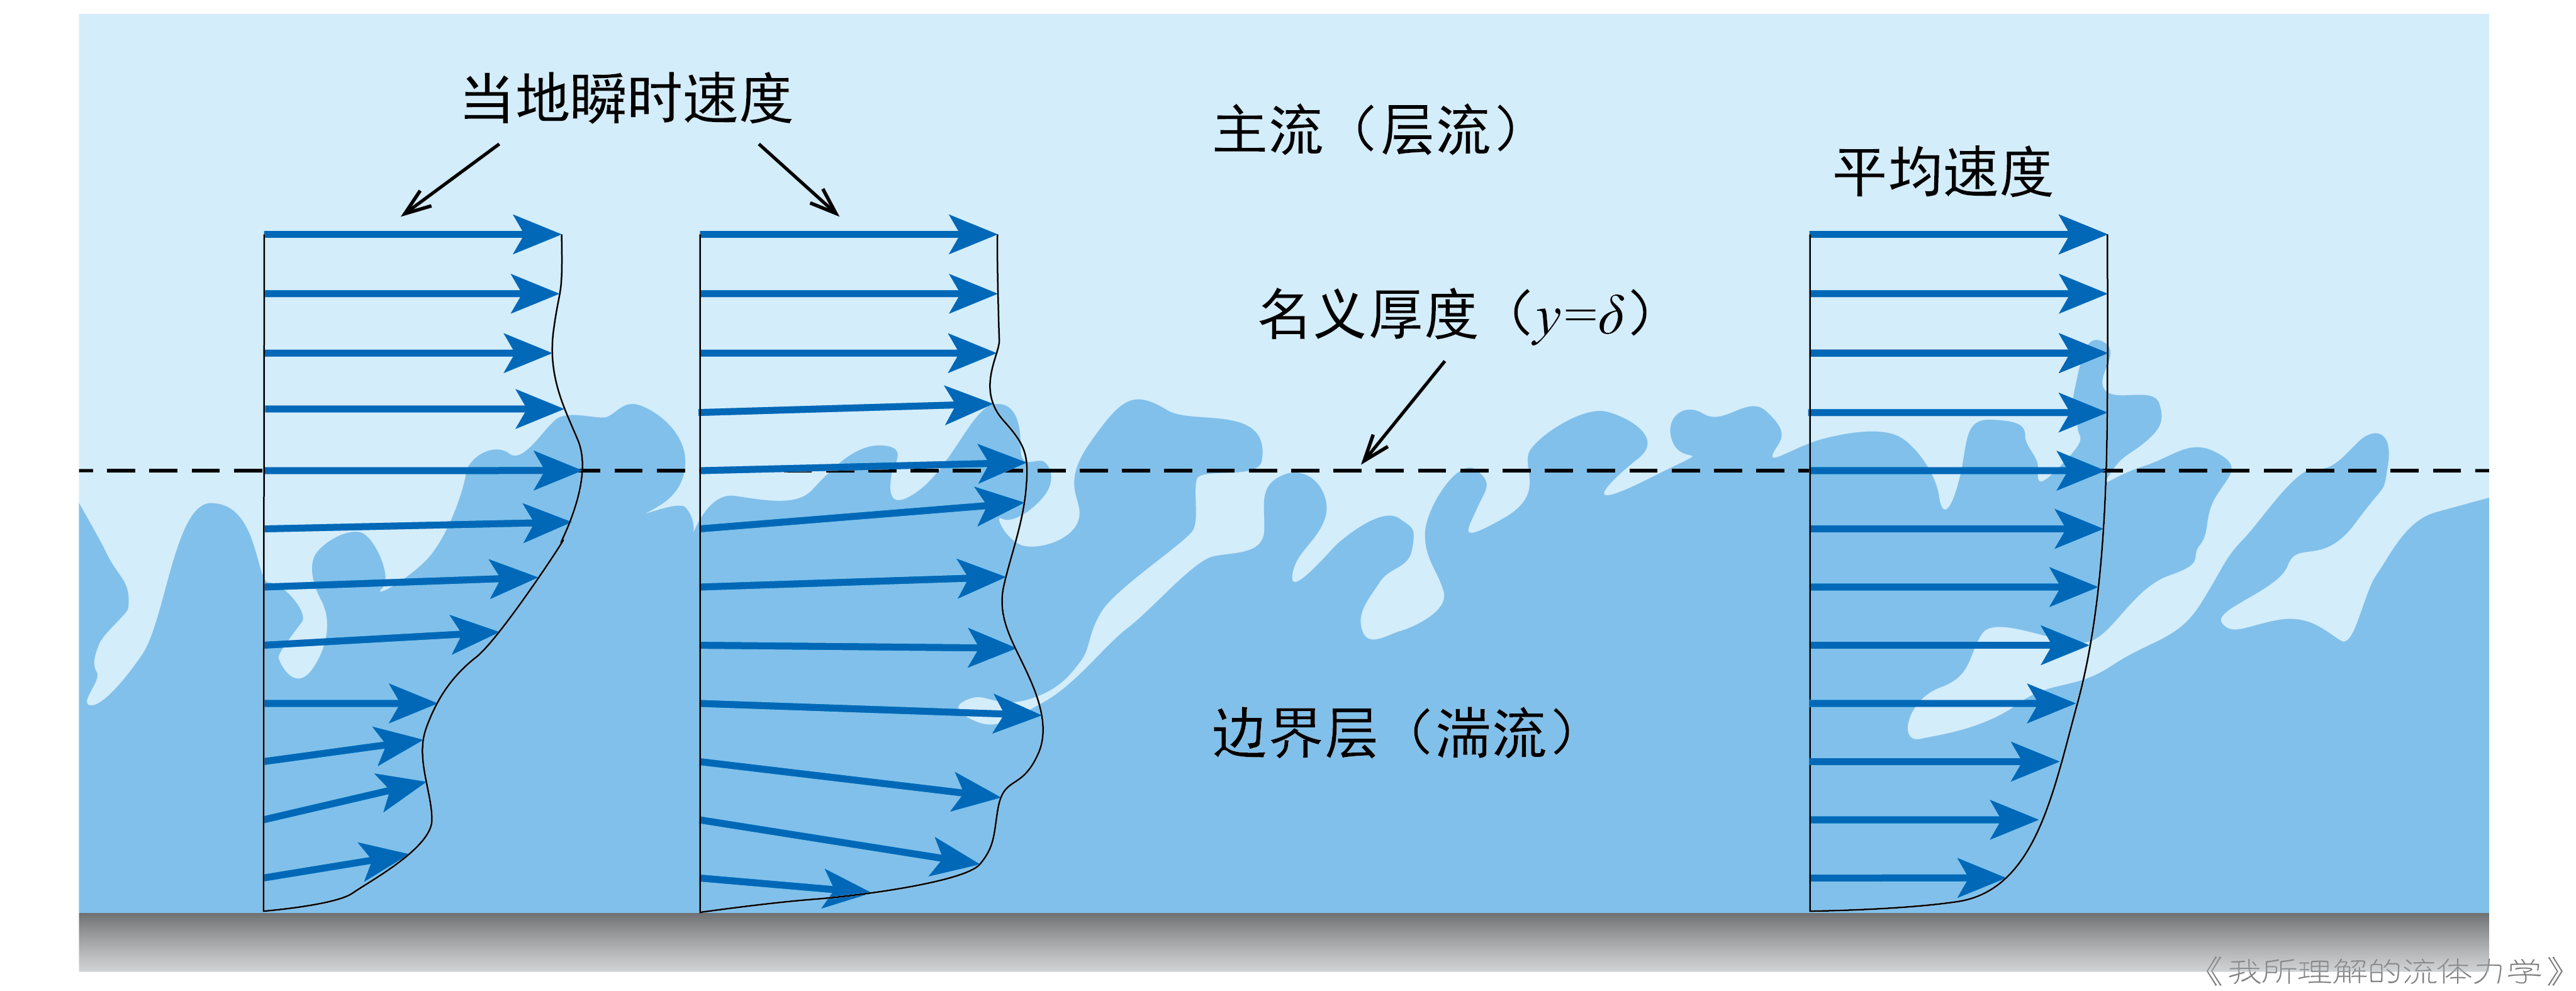 当地瞬时速度
主流（层流）
平均速度
名义厚度（y=δ）
边界层（湍流）
《我所理解的流体力学》